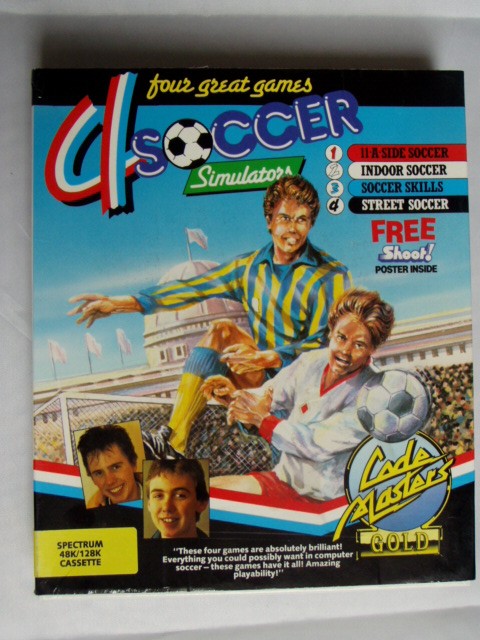 four great games
4 SOCCER
Simulators
1 11-A-SIDE SOCCER
2 INDOOR SOCCER
3 SOCCER SKILLS
4 STREET SOCCER
FREE
Shoot!
POSTER INSIDE
Code
Masters
GOLD
SPECTRUM
48K/128K
CASSETTE
"These four games are absolutely brilliant!
Everything you could possibly want in computer
soccer – these have it all! Amazing
playability!"